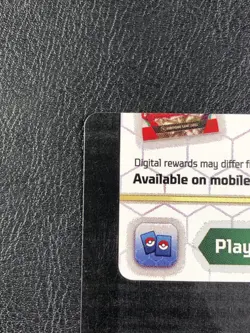 Digital rewards may differ f
Available on mobile
Play